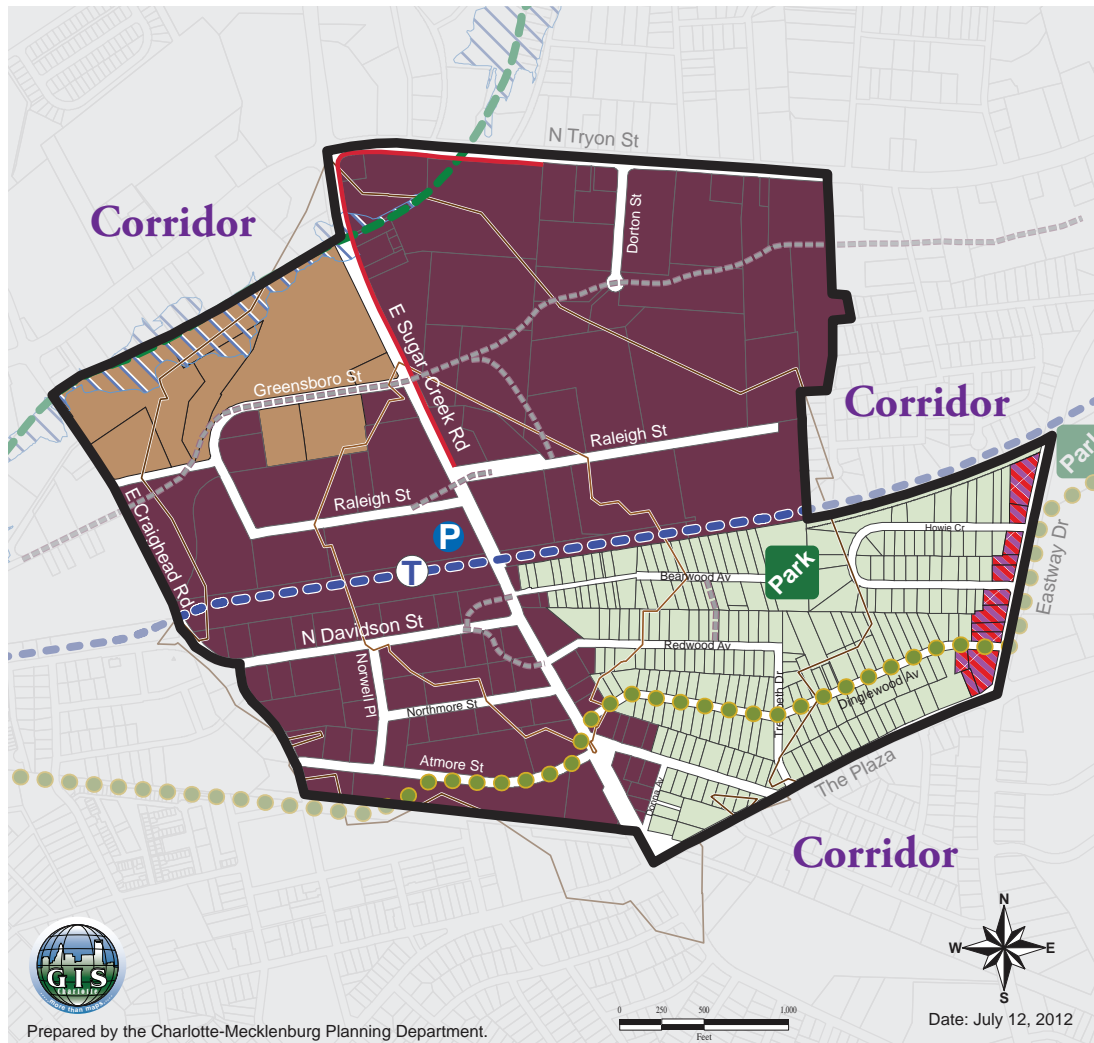 N Tryon St
Corridor
Dorton St
E Sugar Creek Rd
Greensboro St
Corridor
Raleigh St
Park
Raleigh St
E Craighead Rd
P
Howie Cr
T
Park
Bearwood Av
Eastway Dr
N Davidson St
Redwood Av
Norwell Pl
Dinglewood Av
Northmore St
Atmore St
The Plaza
Corridor
N
W E
S
GIS
Charlotte
...more than maps
0 250 500 1,000
Feet
Date: July 12, 2012
Prepared by the Charlotte-Mecklenburg Planning Department.